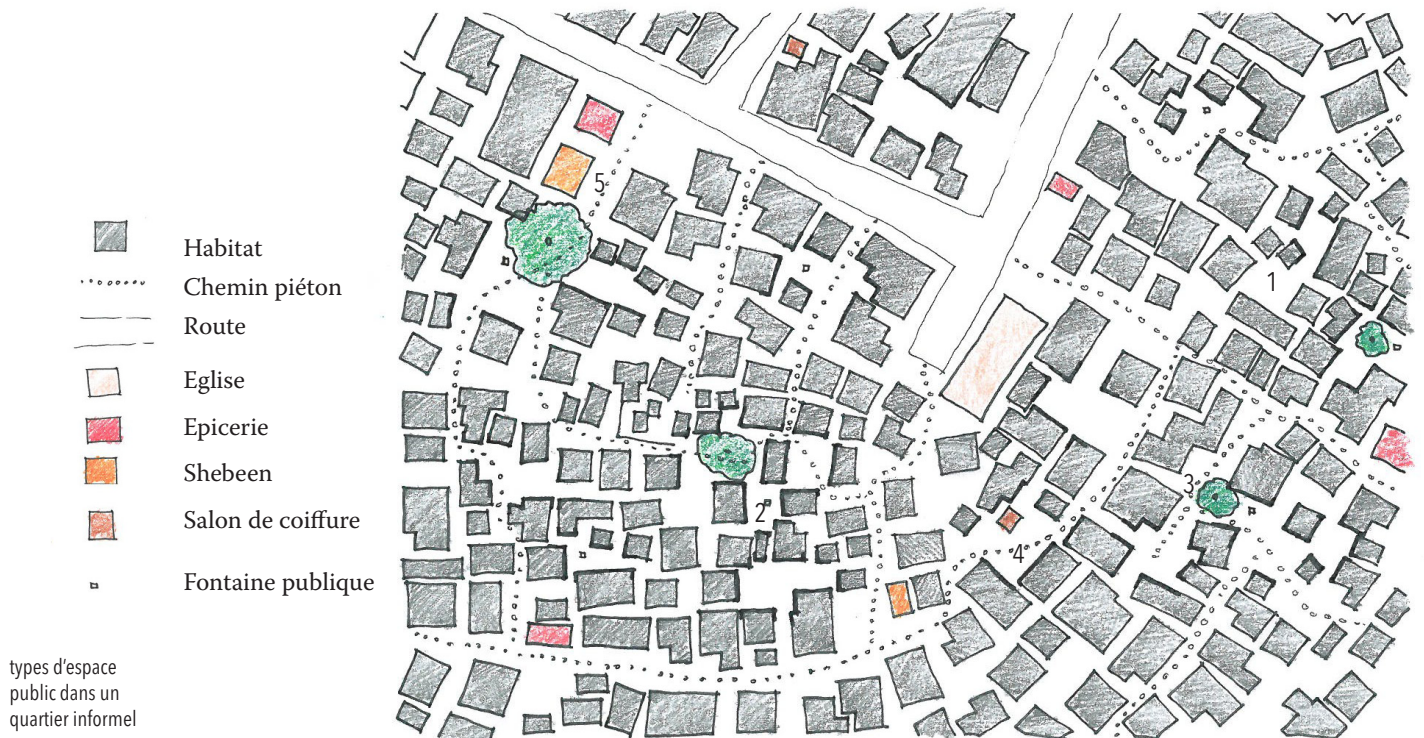 Habitat
Chemin piéton
Route
Eglise
Epicerie
Shebeen
Salon de coiffure
Fontaine publique
types d'espace
public dans un
quartier informel
5
1
3
2
4